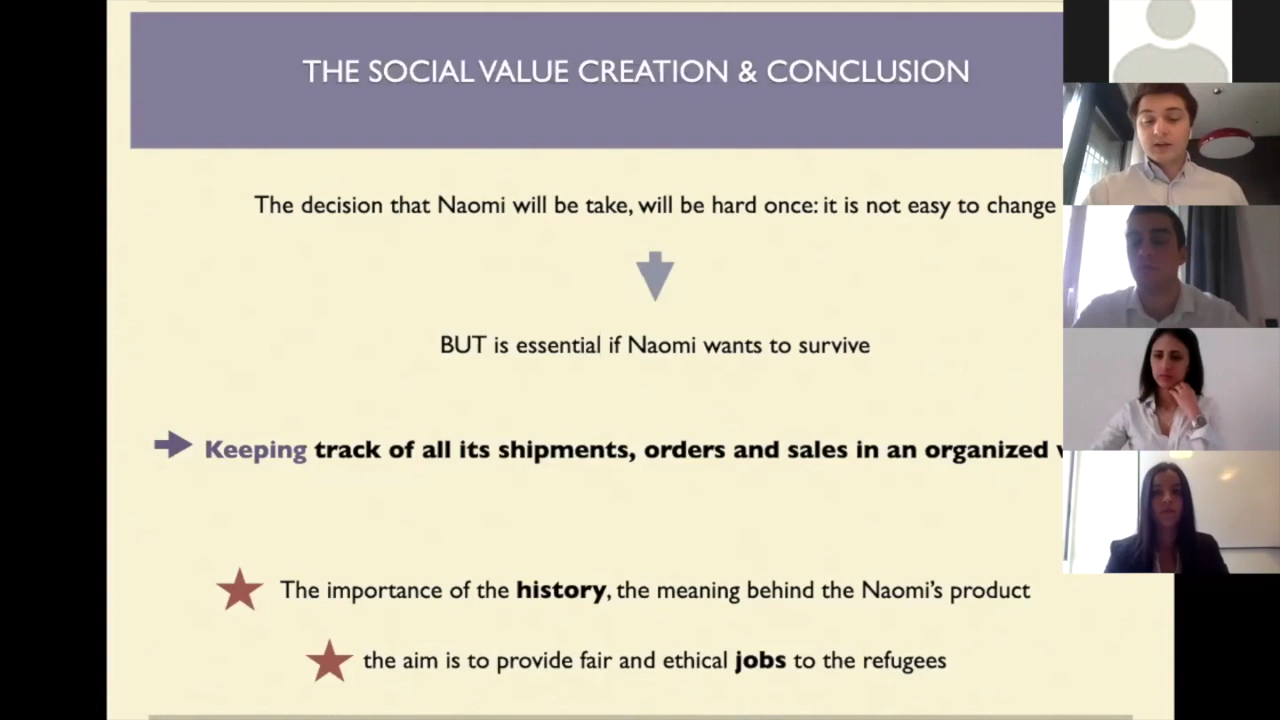 THE SOCIAL VALUE CREATION & CONCLUSION
The decision that Naomi will be take, will be hard once: it is not easy to change
BUT is essential if Naomi wants to survive
Keeping track of all its shipments, orders and sales in an organized
The importance of the history, the meaning behind the Naomi's product
the aim is to provide fair and ethical jobs to the refugees